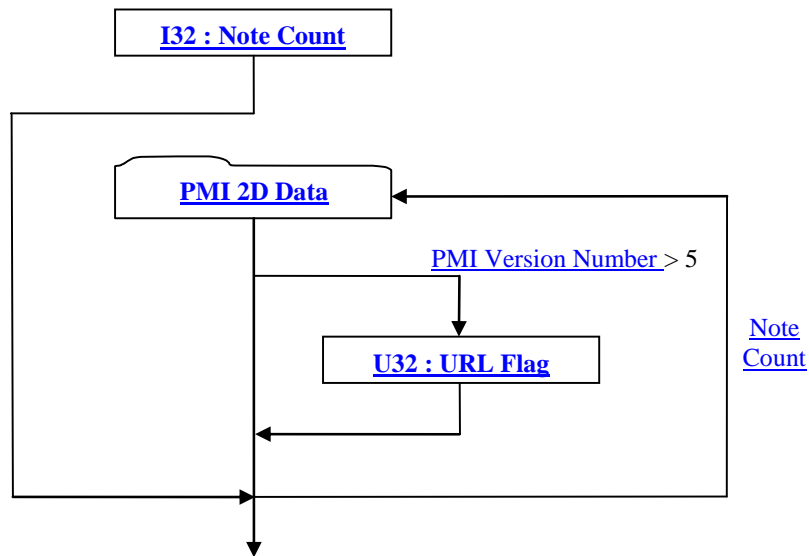 I32 : Note Count
PMI 2D Data
PMI Version Number > 5
U32 : URL Flag
Note
Count